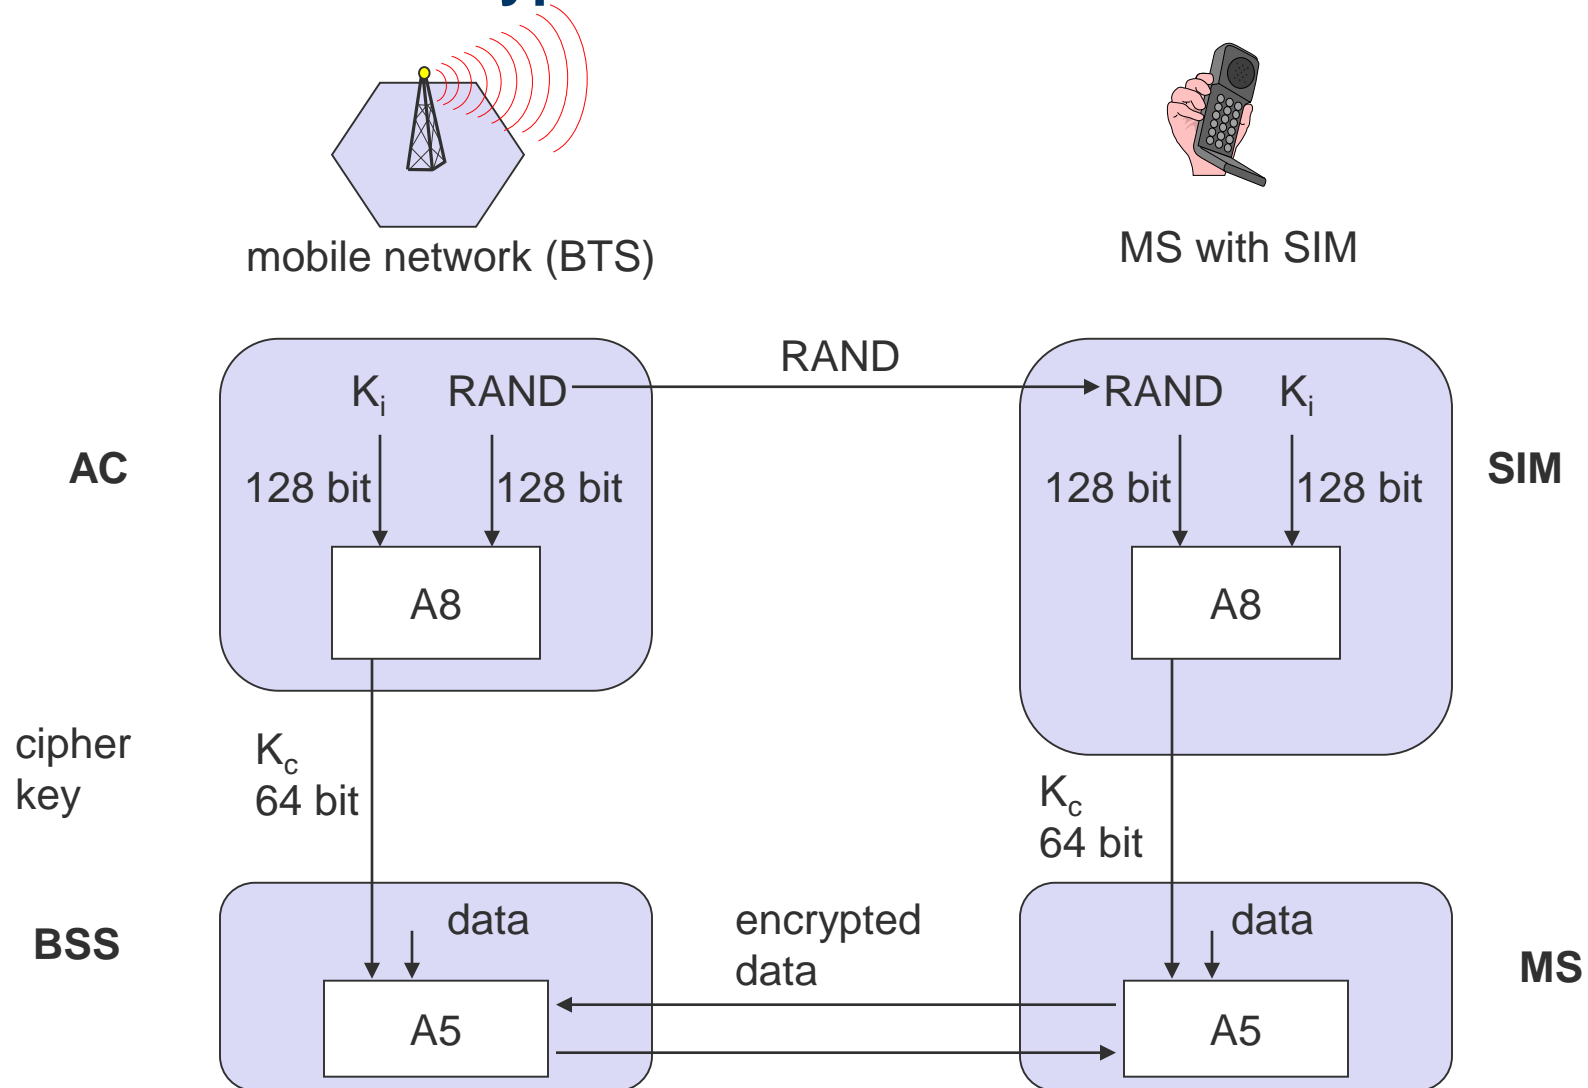 mobile network (BTS)
MS with SIM
RAND
Ki RAND
RAND Ki
AC
128 bit 128 bit
128 bit 128 bit
SIM
A8
A8
cipher
key
Kc
64 bit
Kc
64 bit
BSS
data
encrypted
data
data
MS
A5
A5